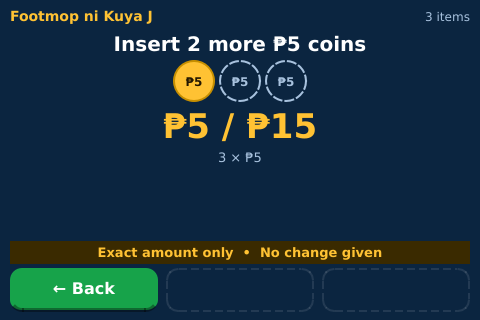 Footmop ni Kuya J
3 items
Insert 2 more ₱5 coins
₱5 ₱5 ₱5
₱5 / ₱15
3 × ₱5
Exact amount only • No change given
← Back